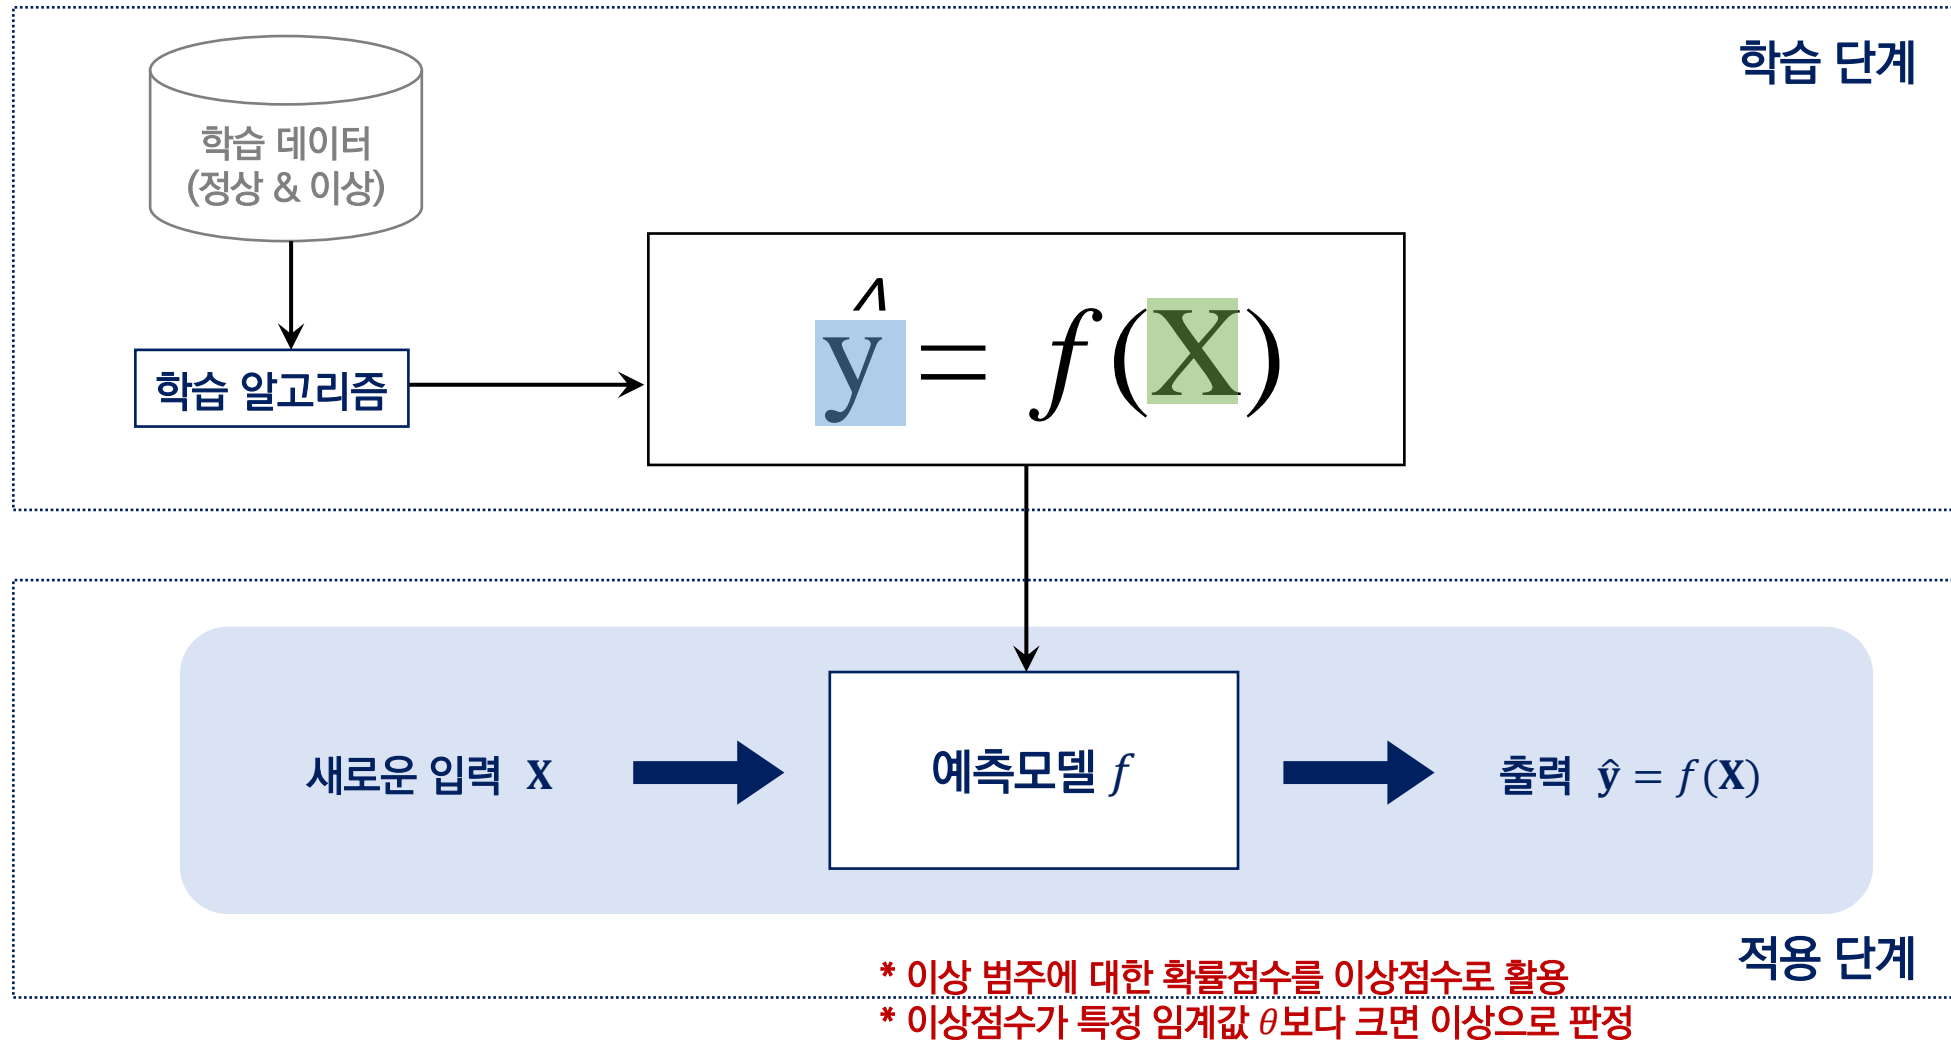 학습 단계
학습 데이터
(정상 & 이상)
ŷ = f(X)
학습 알고리즘
새로운 입력 X
예측모델 f
출력 ŷ = f(X)
적용 단계
* 이상 범주에 대한 확률점수를 이상점수로 활용
* 이상점수가 특정 임계값 θ보다 크면 이상으로 판정